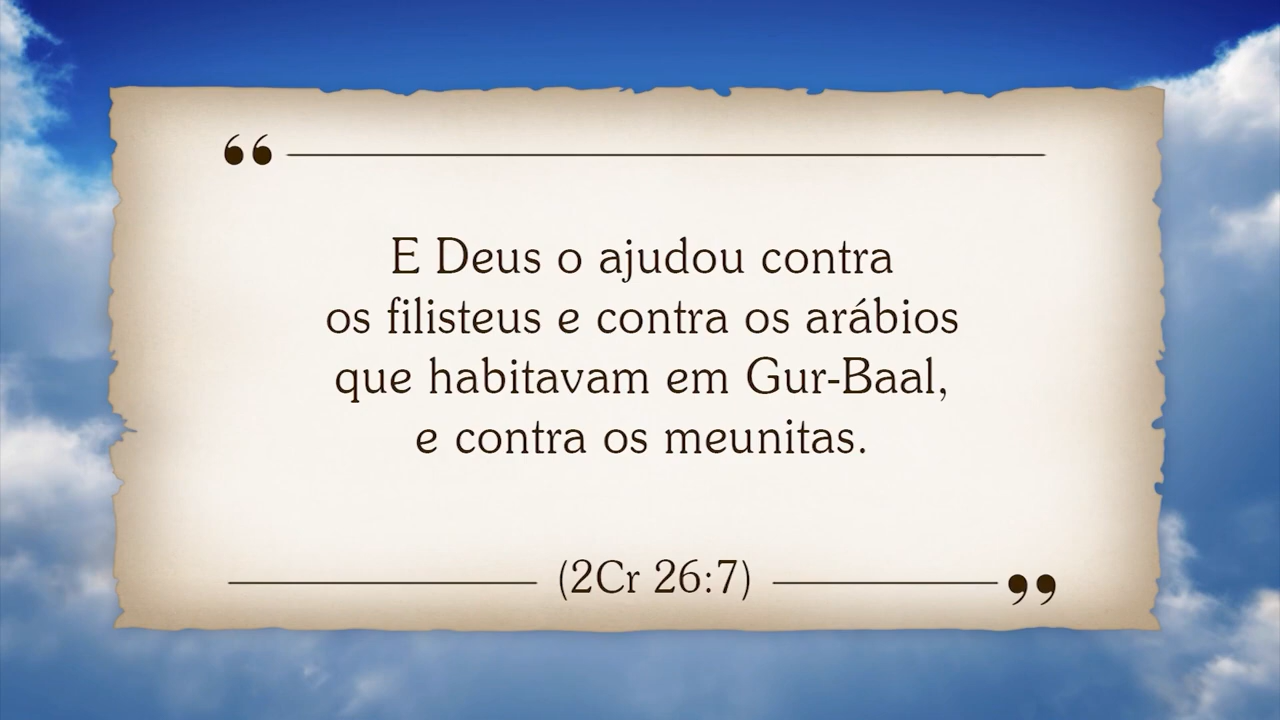 “
E Deus o ajudou contra
os filisteus e contra os arábios
que habitavam em Gur-Baal,
e contra os meunitas.
(2Cr 26:7)
”